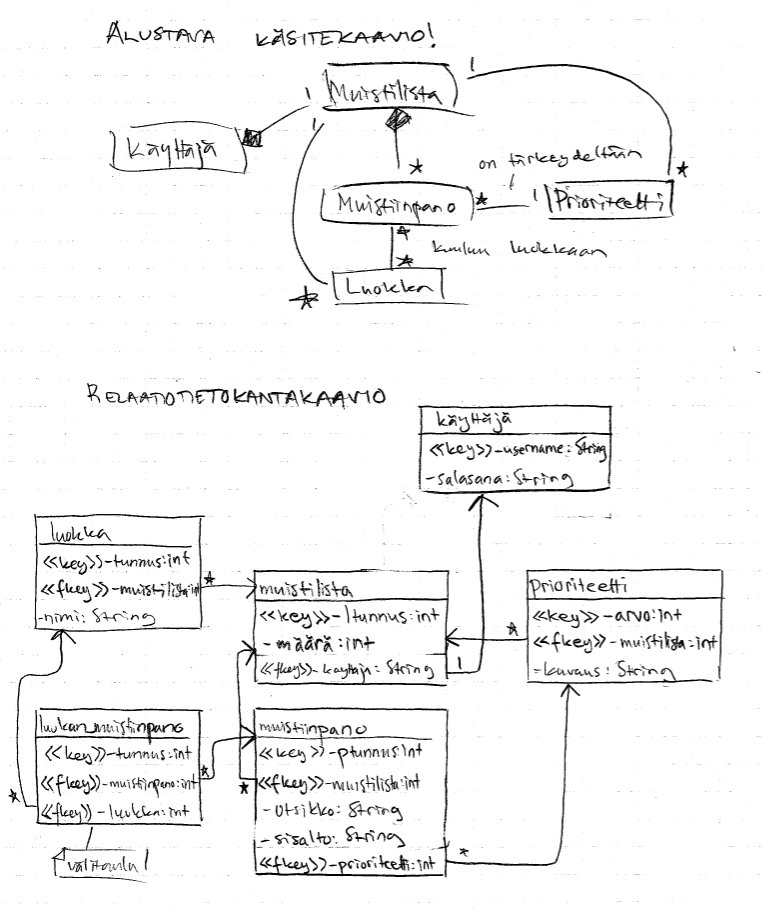 ALUSTAVA KÄSITEKAAVIO!
1 Muistilista 1
1
Käyttäjä
*
on tärkeydeltään
*
Muistiinpano * 1 Prioriteetti
*
kuuluu luokkaan
*
* Luokka
RELAATIOTIETOKANTAKAAVIO
käyttäjä
<<key>>-username: String
-salasana: String
luokka
<<key>>-tunnus: int
<<fkey>>-muistilista: int *
-nimi: String
muistilista
<<key>>-ltunnus: int
-määrä: int
<<fkey>>-kayttaja: String 1
prioriteetti
<<key>>-arvo: int
* <<fkey>>-muistilista: int
-kuvaus: String
luokan_muistiinpano
<<key>>-tunnus: int
<<fkey>>-muistiinpano: int *
* <<fkey>>-luokka: int
välitaulu
muistiinpano
<<key>>-ptunnus: int
* <<fkey>>-muistilista: int
-otsikko: String
-sisalto: String
<<fkey>>-prioriteetti: int *